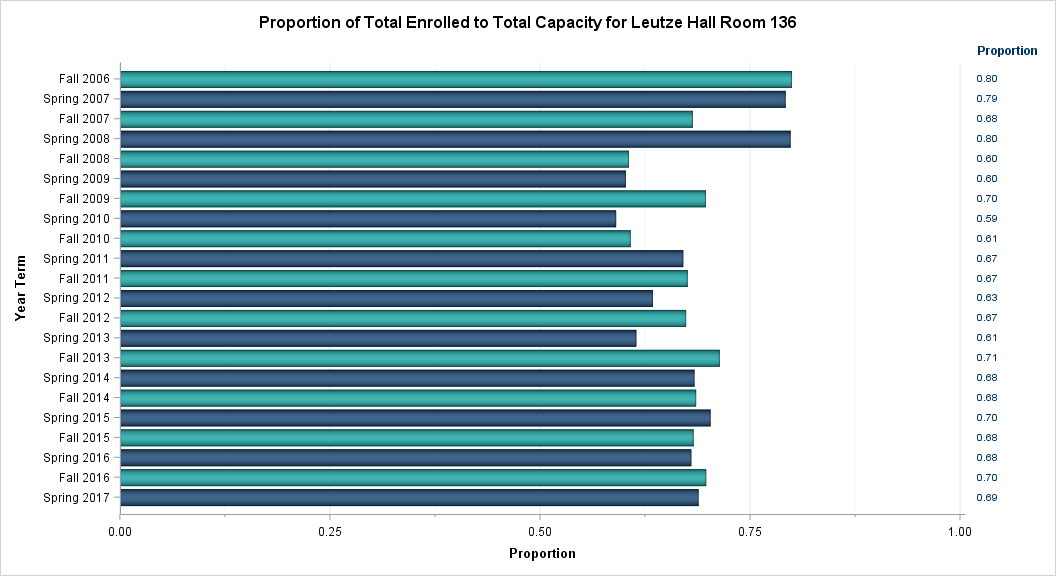 Proportion of Total Enrolled to Total Capacity for Leutze Hall Room 136
Proportion
Fall 2006 0.80
Spring 2007 0.79
Fall 2007 0.68
Spring 2008 0.80
Fall 2008 0.60
Spring 2009 0.60
Fall 2009 0.70
Spring 2010 0.59
Fall 2010 0.61
Spring 2011 0.67
Fall 2011 0.67
Spring 2012 0.63
Fall 2012 0.67
Spring 2013 0.61
Fall 2013 0.71
Spring 2014 0.68
Fall 2014 0.68
Spring 2015 0.70
Fall 2015 0.68
Spring 2016 0.68
Fall 2016 0.70
Spring 2017 0.69
Year Term
0.00 0.25 0.50 0.75 1.00
Proportion